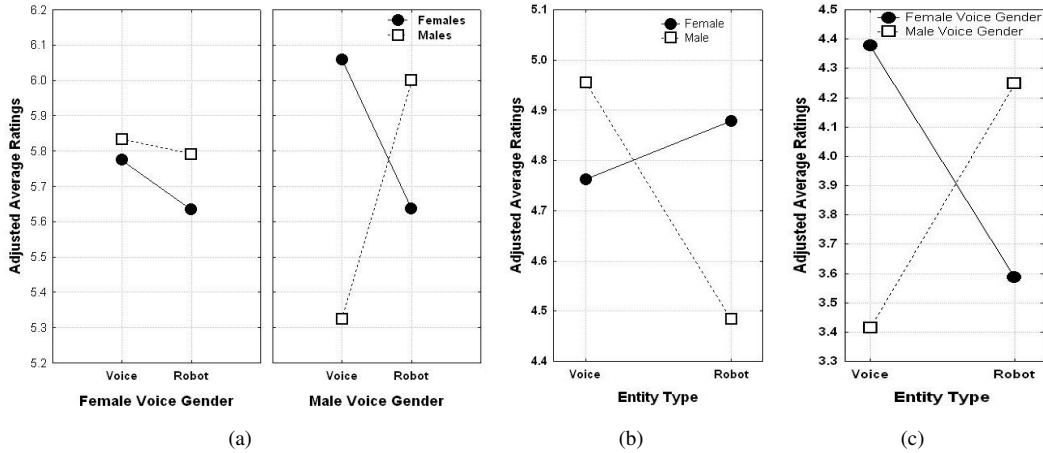 Adjusted Average Ratings
6.2
6.1
6.0
5.9
5.8
5.7
5.6
5.5
5.4
5.3
5.2
Females
Males
Voice Robot
Female Voice Gender
Voice Robot
Male Voice Gender
(a)
Adjusted Average Ratings
5.1
5.0
4.9
4.8
4.7
4.6
4.5
4.4
Female
Male
Voice Robot
Entity Type
(b)
Adjusted Average Ratings
4.5
4.4
4.3
4.2
4.1
4.0
3.9
3.8
3.7
3.6
3.5
3.4
3.3
Female Voice Gender
Male Voice Gender
Voice Robot
Entity Type
(c)